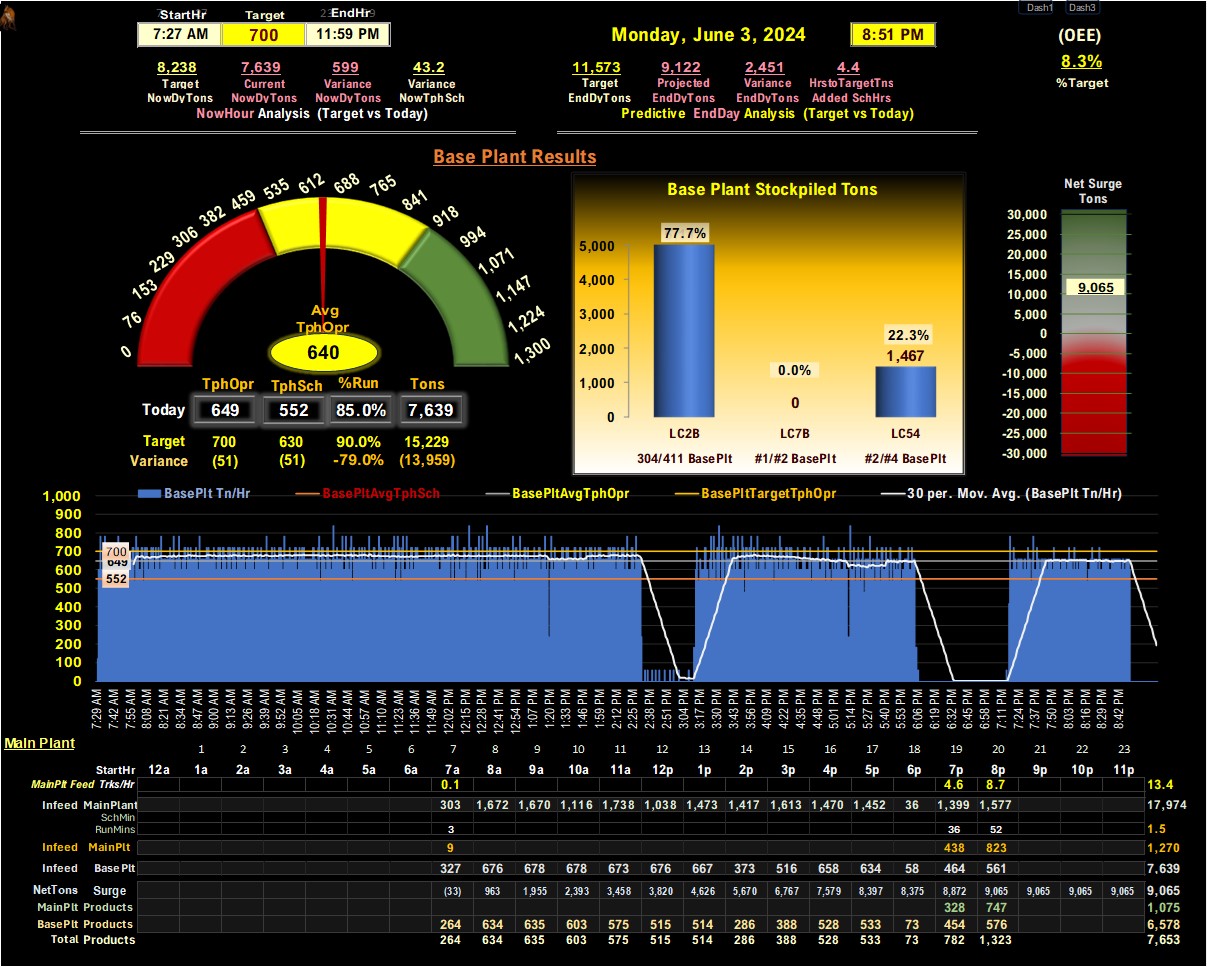 Dash1 Dash3
StartHr Target EndHr
7:27 AM 700 11:59 PM
Monday, June 3, 2024 8:51 PM
(OEE)
8.3%
%Target
8,238 7,639 599 43.2
Target Current Variance Variance
NowDyTons NowDyTons NowDyTons NowTphSch
NowHour Analysis (Target vs Today)
11,573 9,122 2,451 4.4
Target Projected Variance HrstoTargetTns
EndDyTons EndDyTons EndDyTons Added SchHrs
Predictive EndDay Analysis (Target vs Today)
Base Plant Results
0 76 153 229 306 382 459 535 612 688 765 841 918 994 1,071 1,147 1,224 1,300
Avg
TphOpr
640
TphOpr TphSch %Run Tons
Today 649 552 85.0% 7,639
Target 700 630 90.0% 15,229
Variance (51) (51) -79.0% (13,959)
Base Plant Stockpiled Tons
5,000
4,000
3,000
2,000
1,000
0
77.7%
0.0%
0
22.3%
1,467
LC2B LC7B LC54
304/411 BasePlt #1/#2 BasePlt #2/#4 BasePlt
Net Surge
Tons
30,000
25,000
20,000
15,000
10,000
5,000
0
-5,000
-10,000
-15,000
-20,000
-25,000
-30,000
9,065
BasePlt Tn/Hr BasePltAvgTphSch BasePltAvgTphOpr BasePltTargetTphOpr 30 per. Mov. Avg. (BasePlt Tn/Hr)
1,000
900
800
700
600
500
400
300
200
100
0
700
649
552
7:29 AM 7:42 AM 7:55 AM 8:08 AM 8:21 AM 8:34 AM 8:47 AM 9:00 AM 9:13 AM 9:26 AM 9:39 AM 9:52 AM 10:05 AM 10:18 AM 10:31 AM 10:44 AM 10:57 AM 11:10 AM 11:23 AM 11:36 AM 11:49 AM 12:02 PM 12:15 PM 12:28 PM 12:41 PM 12:54 PM 1:07 PM 1:20 PM 1:33 PM 1:46 PM 1:59 PM 2:12 PM 2:25 PM 2:38 PM 2:51 PM 3:04 PM 3:17 PM 3:30 PM 3:43 PM 3:56 PM 4:09 PM 4:22 PM 4:35 PM 4:48 PM 5:01 PM 5:14 PM 5:27 PM 5:40 PM 5:53 PM 6:06 PM 6:19 PM 6:32 PM 6:45 PM 6:58 PM 7:11 PM 7:24 PM 7:37 PM 7:50 PM 8:03 PM 8:16 PM 8:29 PM 8:42 PM
Main Plant
1 2 3 4 5 6 7 8 9 10 11 12 13 14 15 16 17 18 19 20 21 22 23
StartHr 12a 1a 2a 3a 4a 5a 6a 7a 8a 9a 10a 11a 12p 1p 2p 3p 4p 5p 6p 7p 8p 9p 10p 11p
MainPlt Feed Trks/Hr 0.1 4.6 8.7 13.4
Infeed MainPlant 303 1,672 1,670 1,116 1,738 1,038 1,473 1,417 1,613 1,470 1,452 36 1,399 1,577 17,974
SchMin
RunMins 3 36 52 1.5
Infeed MainPlt 9 438 823 1,270
Infeed Base Plt 327 676 678 678 673 676 667 373 516 658 634 58 464 561 7,639
NetTons Surge (33) 963 1,955 2,393 3,458 3,820 4,626 5,670 6,767 7,579 8,397 8,375 8,872 9,065 9,065 9,065 9,065 9,065
MainPlt Products 328 747 1,075
BasePlt Products 264 634 635 603 575 515 514 286 388 528 533 73 454 576 6,578
Total Products 264 634 635 603 575 515 514 286 388 528 533 73 782 1,323 7,653